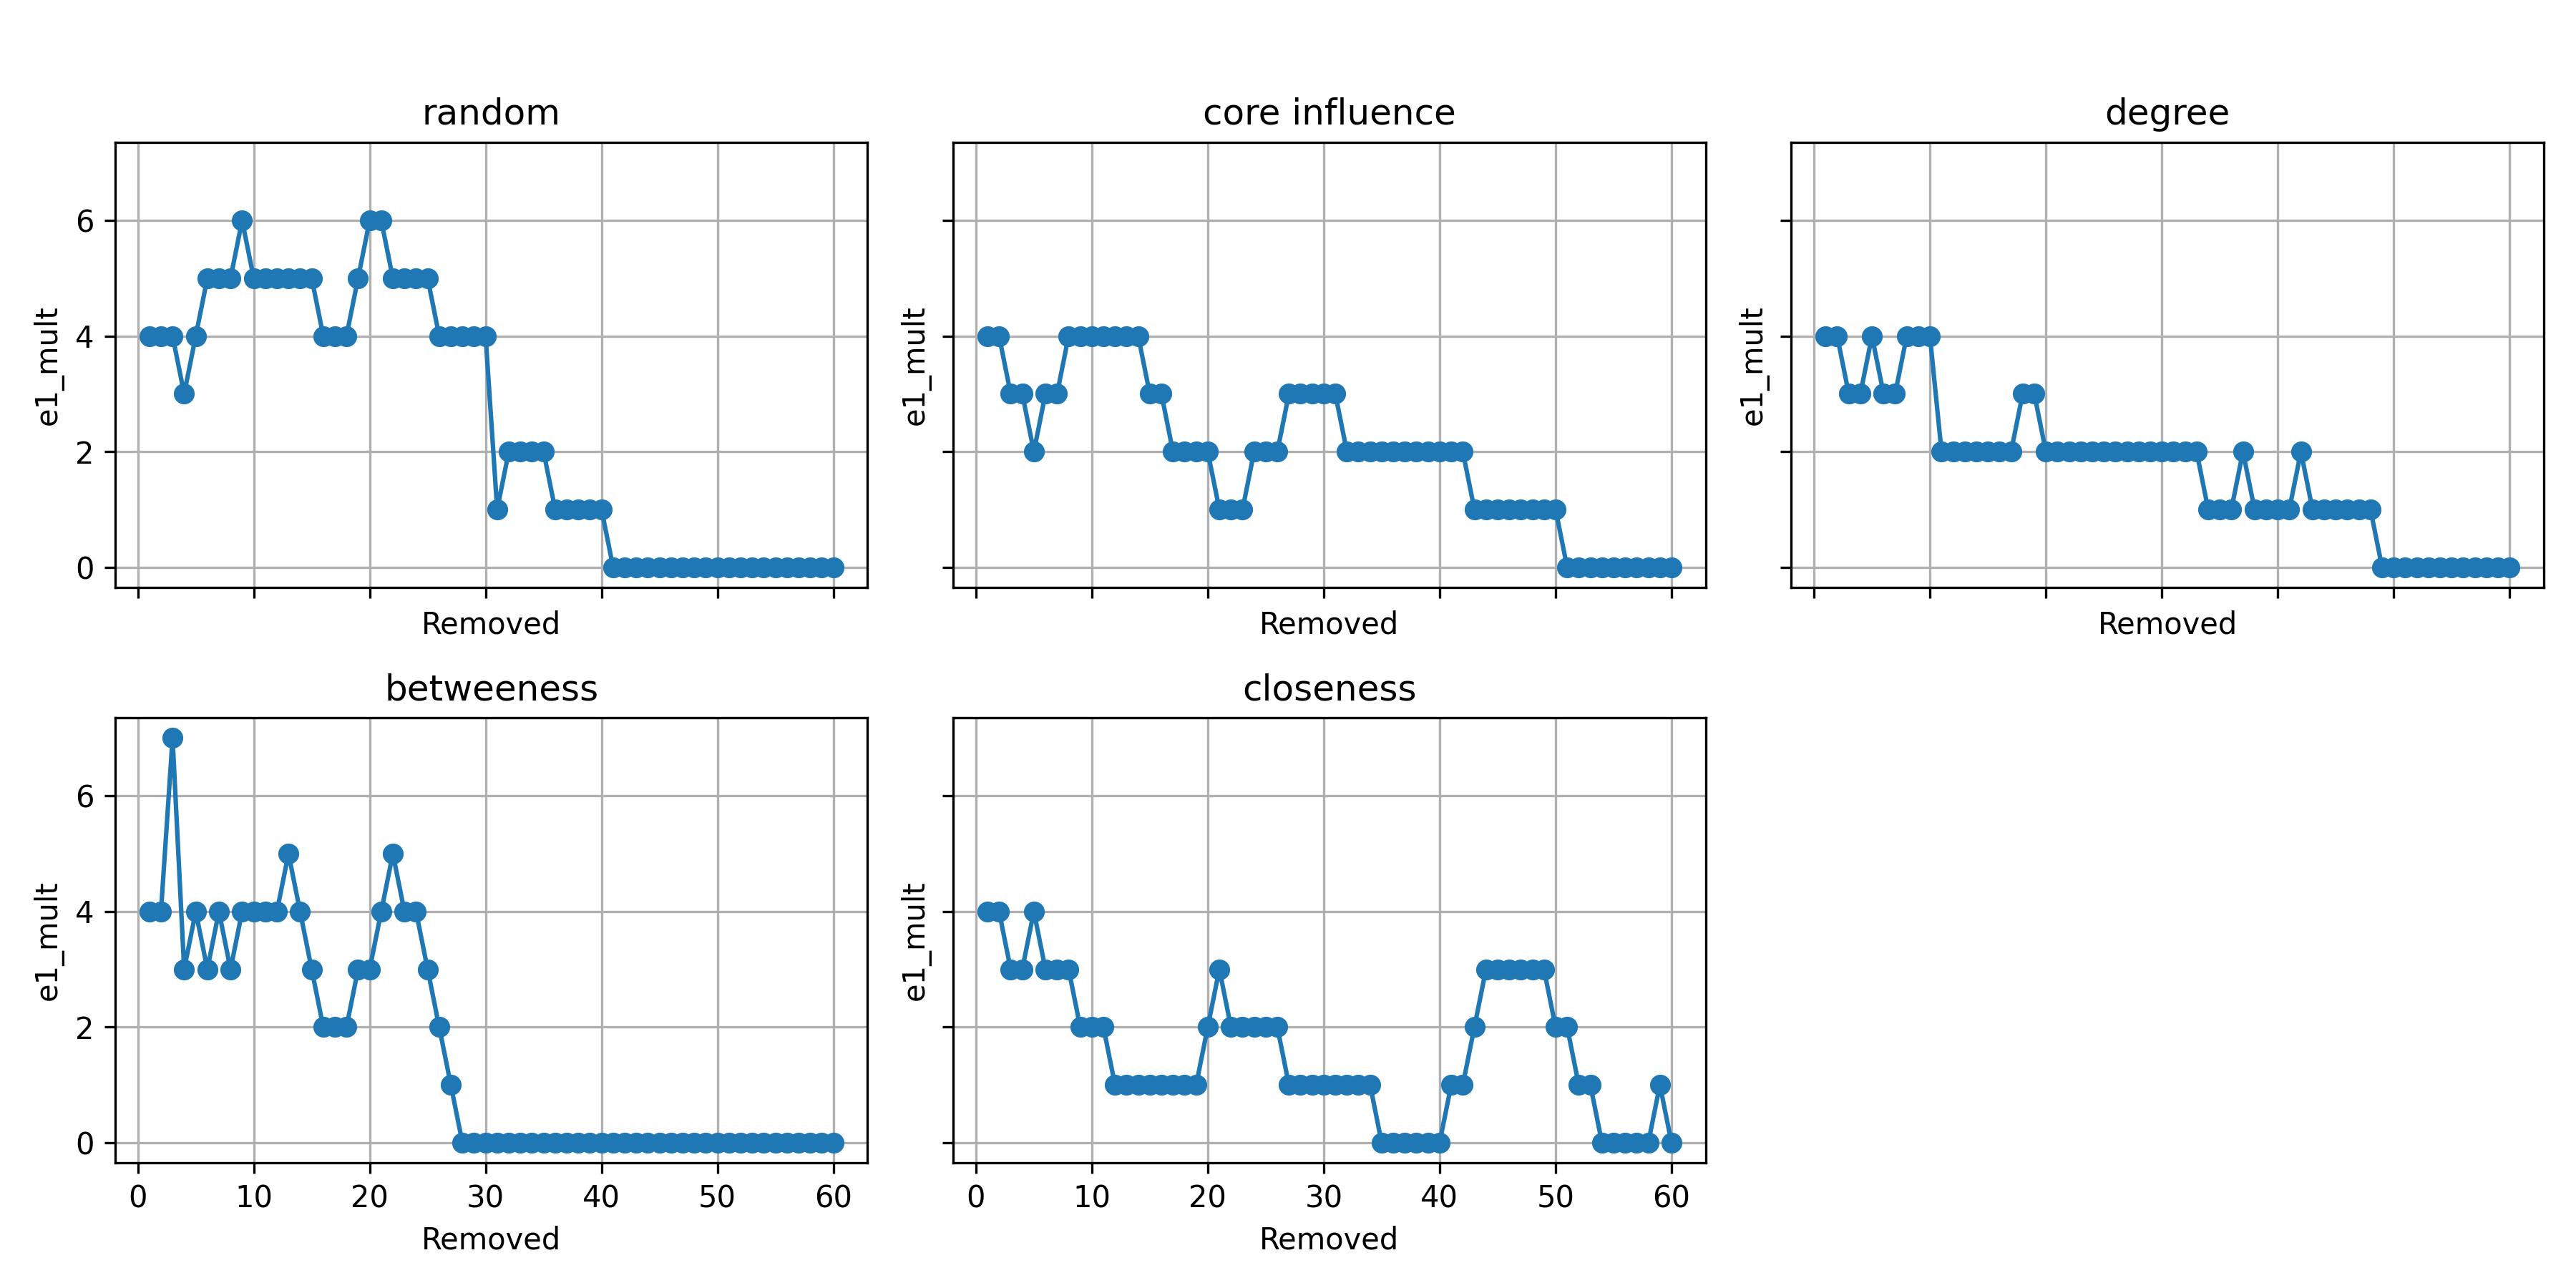 random
core influence
degree
e1_mult
6
4
2
0
Removed
e1_mult
Removed
e1_mult
Removed
betweeness
closeness
e1_mult
6
4
2
0
0 10 20 30 40 50 60
Removed
e1_mult
0 10 20 30 40 50 60
Removed